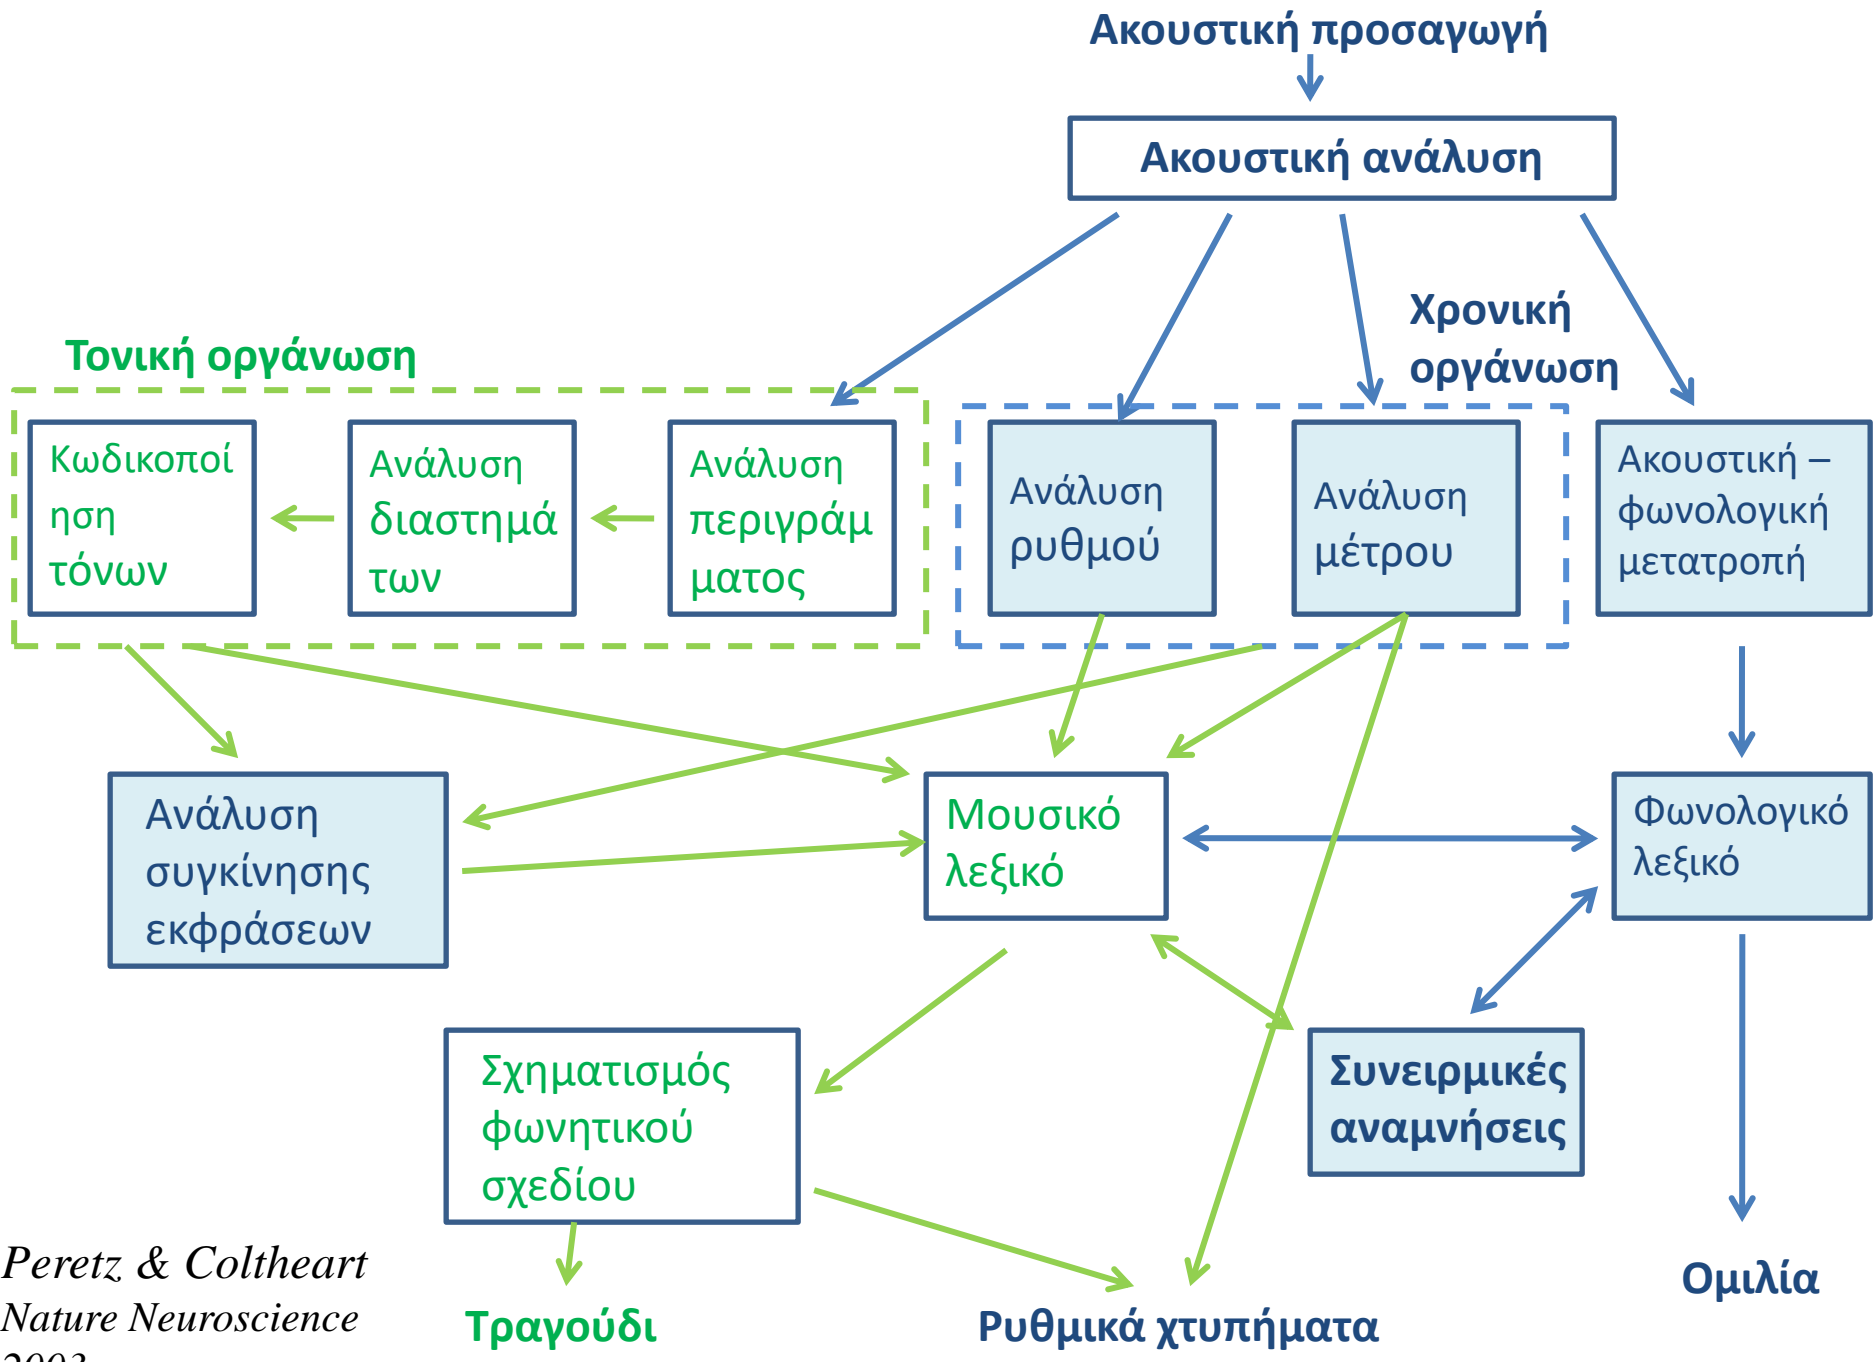 Ακουστική προσαγωγή
Ακουστική ανάλυση
Χρονική
οργάνωση
Τονική οργάνωση
Κωδικοποί
ηση
τόνων
Ανάλυση
διαστημά
των
Ανάλυση
περιγράμ
ματος
Ανάλυση
ρυθμού
Ανάλυση
μέτρου
Ακουστική –
φωνολογική
μετατροπή
Ανάλυση
συγκίνησης
εκφράσεων
Μουσικό
λεξικό
Φωνολογικό
λεξικό
Σχηματισμός
φωνητικού
σχεδίου
Συνειρμικές
αναμνήσεις
Peretz & Coltheart
Nature Neuroscience
2003
Τραγούδι
Ρυθμικά χτυπήματα
Ομιλία